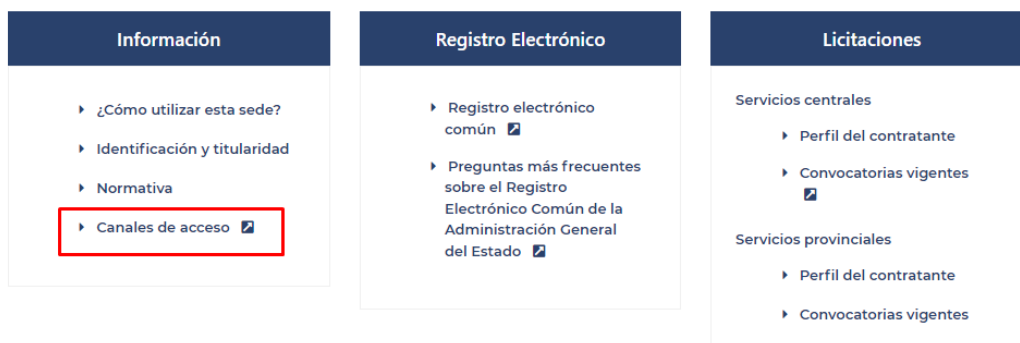 Información
¿Cómo utilizar esta sede?
Identificación y titularidad
Normativa
Canales de acceso
Registro Electrónico
Registro electrónico
común
Preguntas más frecuentes
sobre el Registro
Electrónico Común de la
Administración General
del Estado
Licitaciones
Servicios centrales
Perfil del contratante
Convocatorias vigentes
Servicios provinciales
Perfil del contratante
Convocatorias vigentes